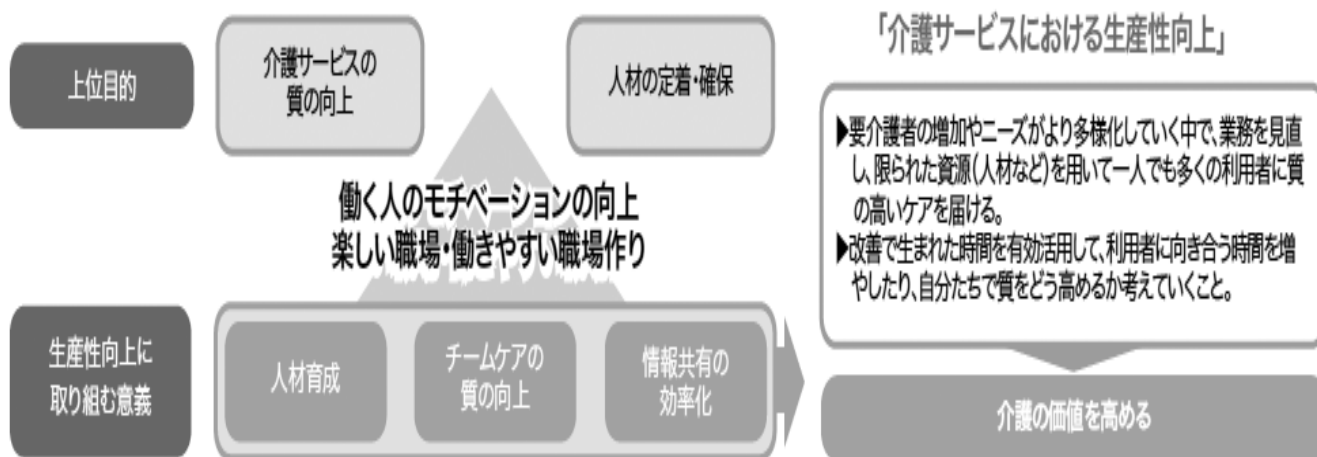 上位目的
介護サービスの
質の向上
人材の定着・確保
働く人のモチベーションの向上
楽しい職場・働きやすい職場作り
生産性向上に
取り組む意義
人材育成
チームケアの
質の向上
情報共有の
効率化
「介護サービスにおける生産性向上」
▶要介護者の増加やニーズがより多様化していく中で、業務を見直
し、限られた資源(人材など)を用いて一人でも多くの利用者に質
の高いケアを届ける。
▶改善で生まれた時間を有効活用して、利用者に向き合う時間を増
やしたり、自分たちで質をどう高めるか考えていくこと。
介護の価値を高める